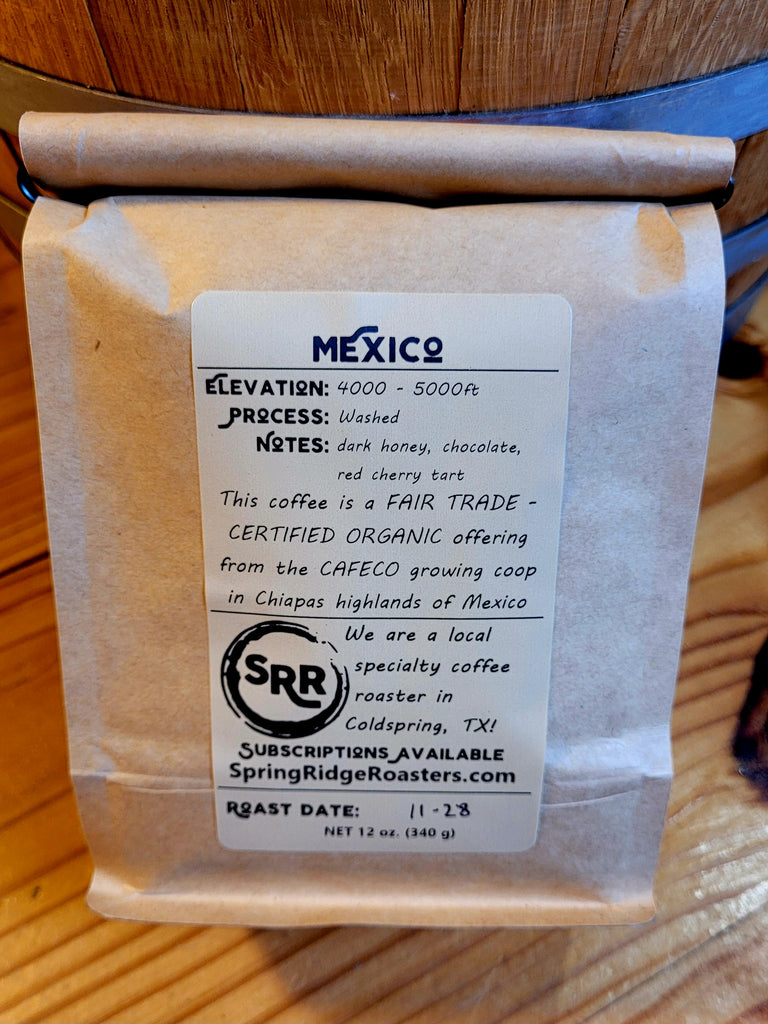 MEXICO
ELEVATION: 4000 - 5000ft
PROCESS: Washed
NOTES: dark honey, chocolate,
red cherry tart
This coffee is a FAIR TRADE -
CERTIFIED ORGANIC offering
from the CAFECO growing coop
in Chiapas highlands of Mexico
SRR
We are a local
specialty coffee
roaster in
Coldspring, TX!
SUBSCRIPTIONS AVAILABLE
SpringRidgeRoasters.com
ROAST DATE: 11-28
NET 12 oz. (340 g)